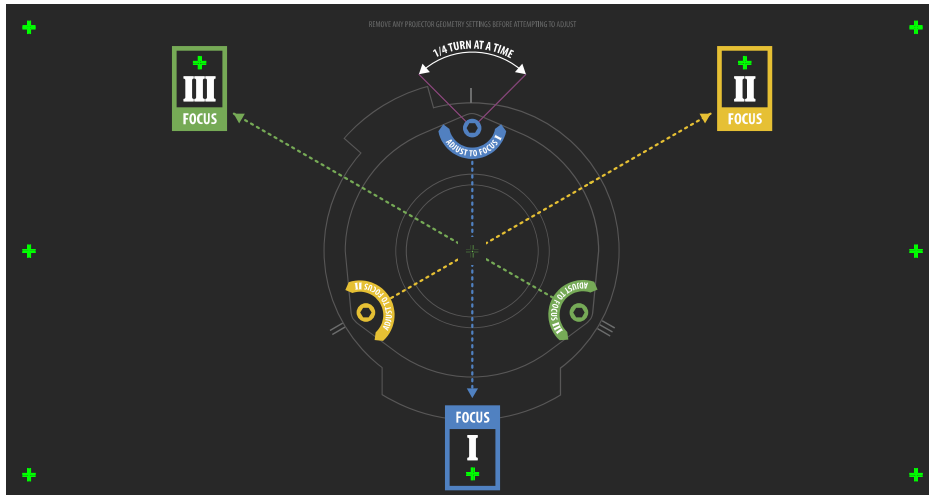 REMOVE ANY PROJECTOR GEOMETRY SETTINGS BEFORE ATTEMPTING TO ADJUST
1/4 TURN AT A TIME
III
FOCUS
II
FOCUS
ADJUST TO FOCUS I
ADJUST TO FOCUS II
ADJUST TO FOCUS III
FOCUS
I